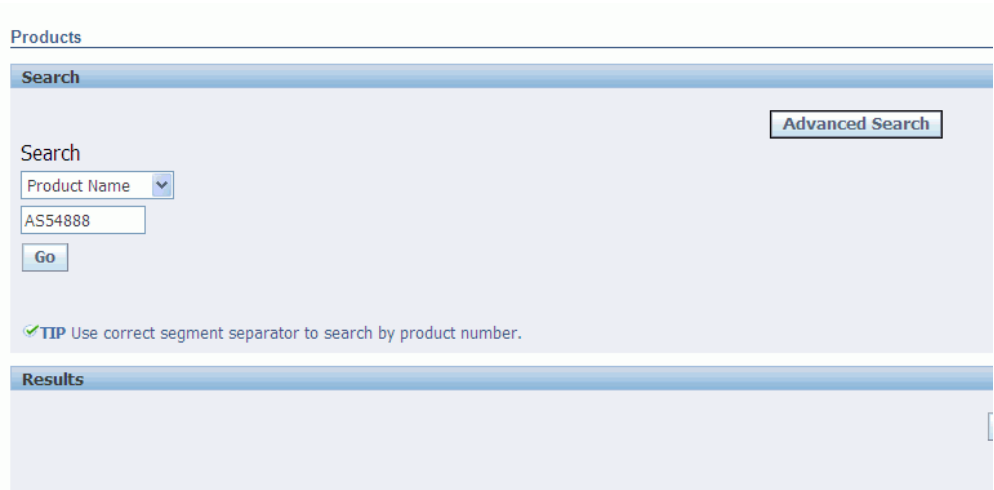 Products
Search
Advanced Search
Search
Product Name
AS54888
Go
TIP Use correct segment separator to search by product number.
Results